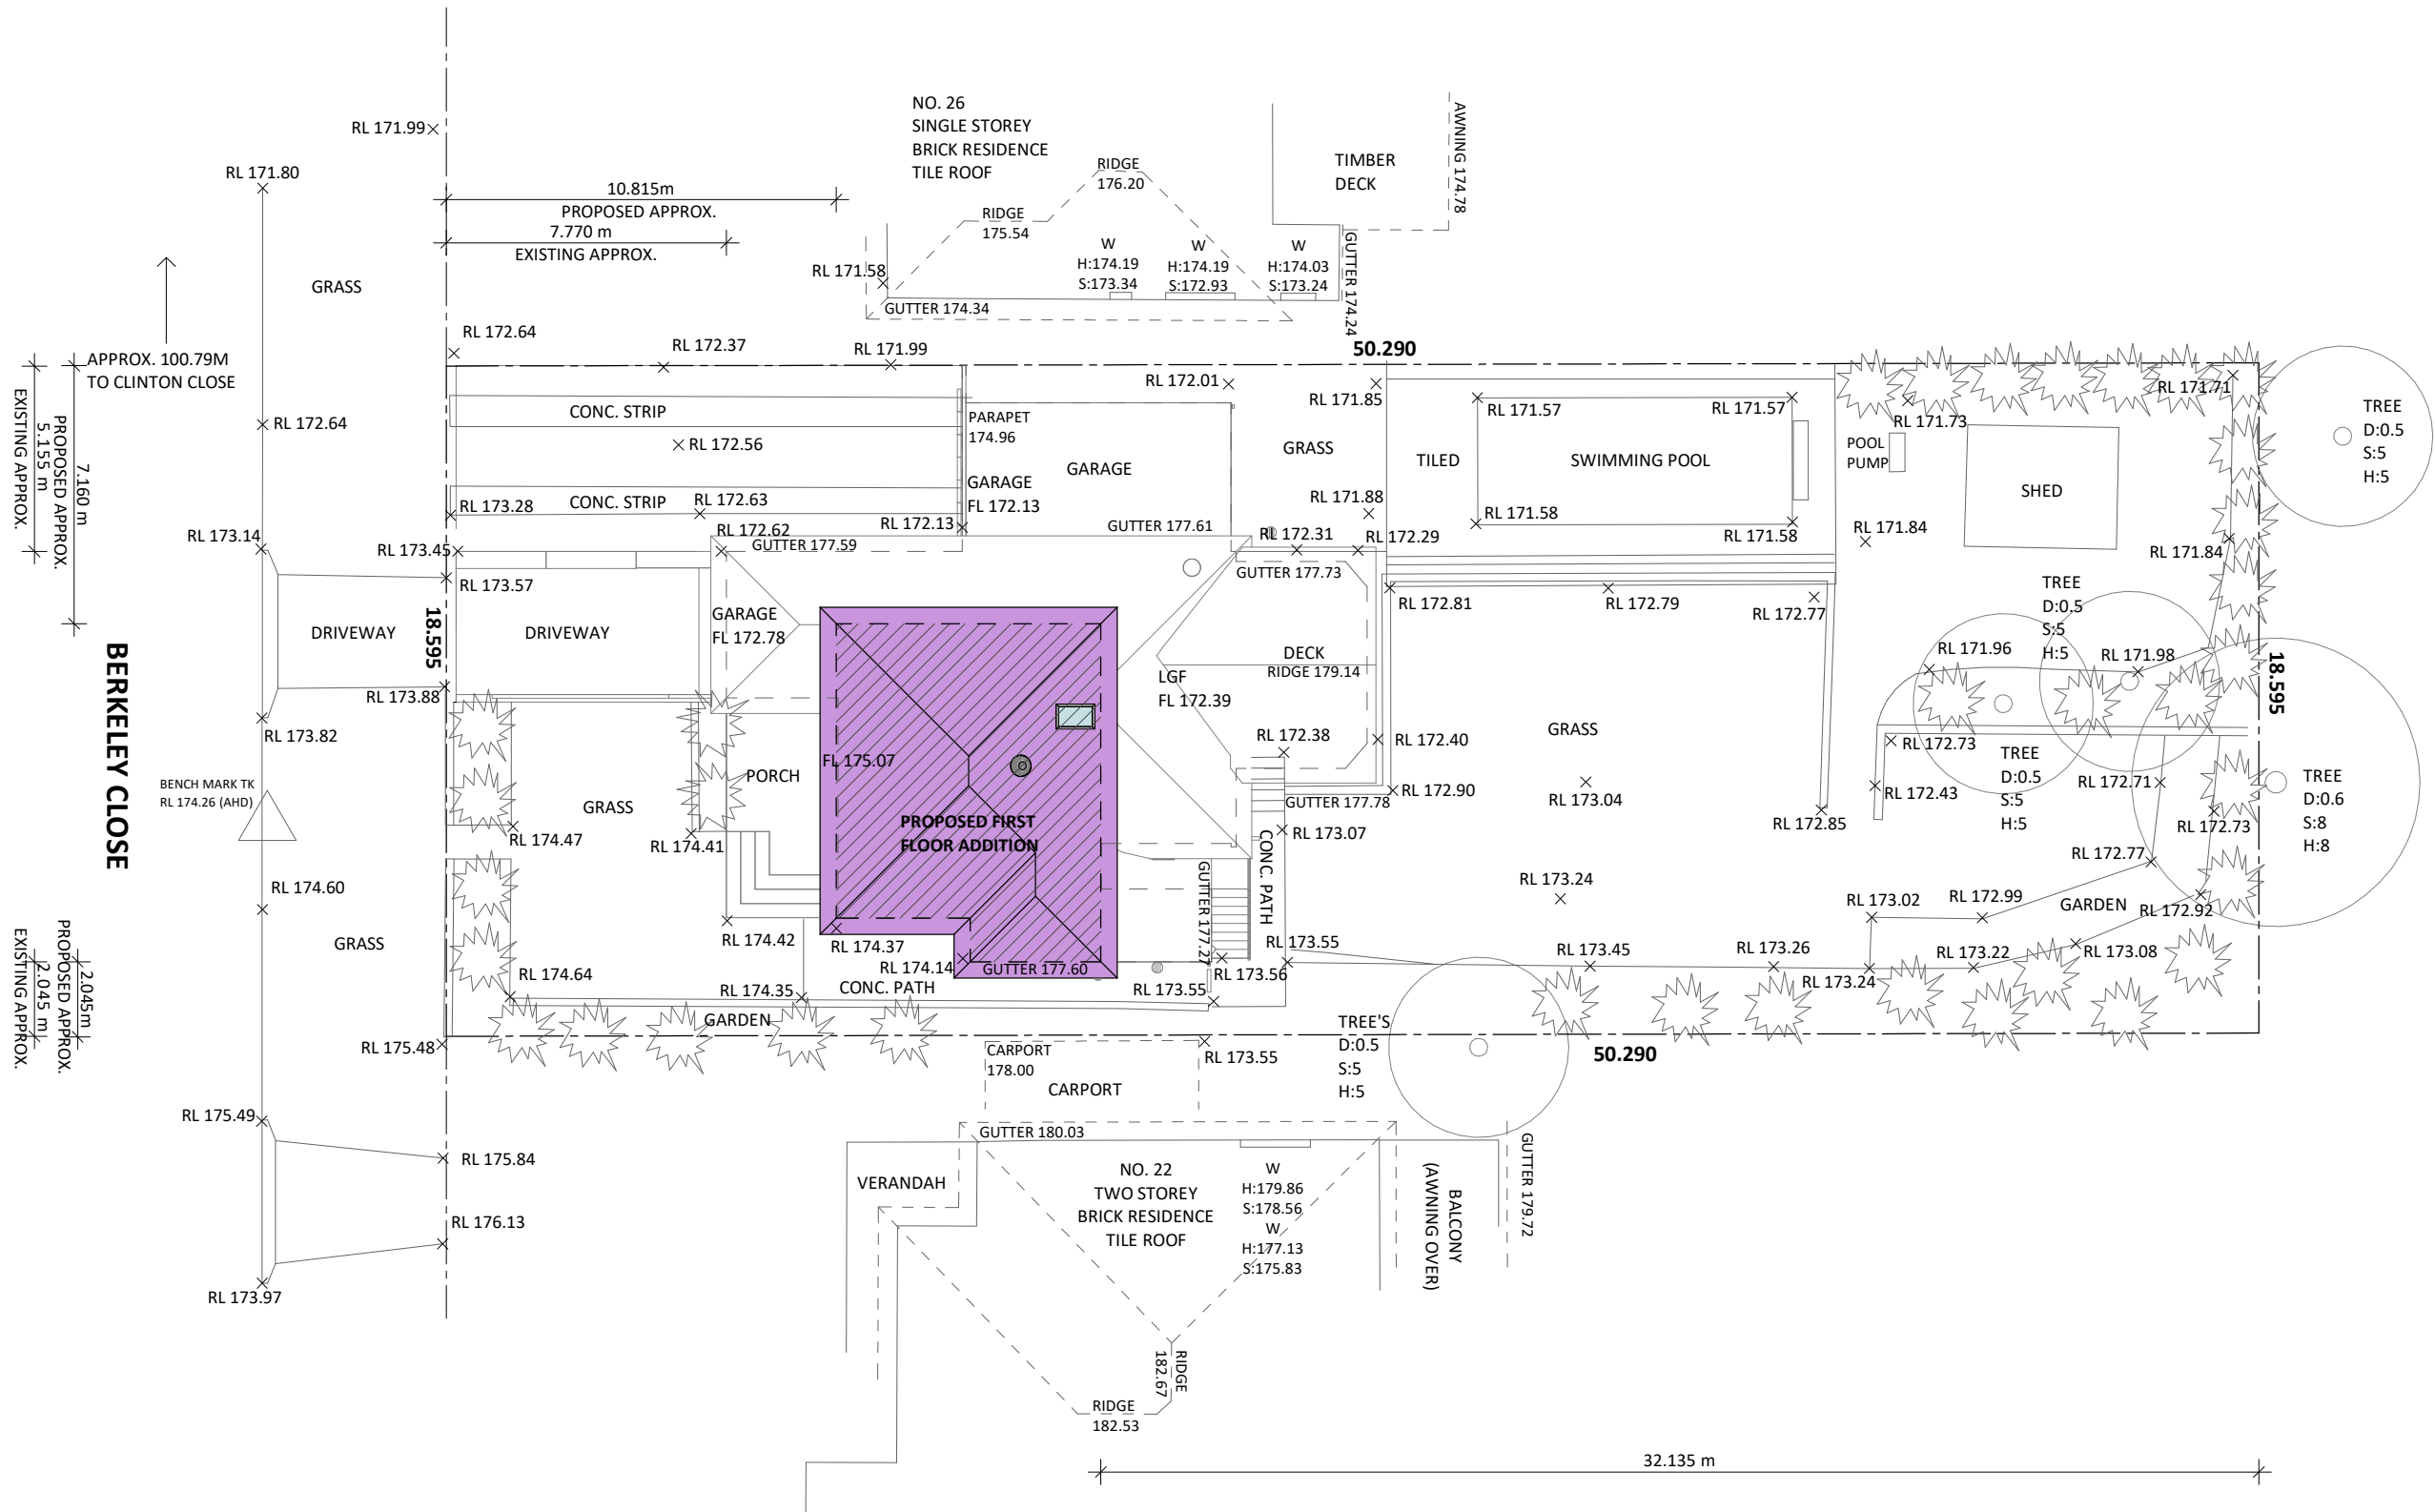 NO. 26
SINGLE STOREY
BRICK RESIDENCE
TILE ROOF
RIDGE
176.20
RIDGE
175.54
TIMBER
DECK
AWNING 174.78
RL 171.99
RL 171.80
10.815m
PROPOSED APPROX.
7.770 m
EXISTING APPROX.
W
H:174.19
S:173.34
W
H:174.19
S:172.93
W
H:174.03
S:173.24
GUTTER 174.24
RL 171.58
GUTTER 174.34
GRASS
APPROX. 100.79M
TO CLINTON CLOSE
RL 172.64
RL 172.37
RL 171.99
50.290
7.160 m
PROPOSED APPROX.
5.155 m
EXISTING APPROX.
RL 172.64
CONC. STRIP
RL 172.56
CONC. STRIP
RL 173.28
RL 172.63
PARAPET
174.96
GARAGE
FL 172.13
GARAGE
RL 172.01
RL 171.85
GRASS
TILED
RL 171.57
RL 171.57
SWIMMING POOL
RL 171.58
RL 171.58
POOL
PUMP
RL 171.73
SHED
RL 171.71
TREE
D:0.5
S:5
H:5
RL 171.88
RL 172.13
RL 172.62
GUTTER 177.59
GUTTER 177.61
RL 172.31
RL 172.29
GUTTER 177.73
RL 171.84
RL 171.84
RL 173.14
RL 173.45
RL 173.57
18.595
DRIVEWAY
DRIVEWAY
RL 173.88
RL 173.82
GARAGE
FL 172.78
DECK
RIDGE 179.14
LGF
FL 172.39
RL 172.81
RL 172.79
RL 172.77
TREE
D:0.5
S:5
H:5
RL 171.96
RL 171.98
18.595
BERKELEY CLOSE
BENCH MARK TK
RL 174.26 (AHD)
PORCH
FL 175.07
GRASS
RL 174.47
RL 174.41
PROPOSED FIRST
FLOOR ADDITION
RL 172.38
RL 172.40
GUTTER 177.78
RL 172.90
RL 173.07
CONC. PATH
GUTTER 177.27
GRASS
RL 173.04
RL 172.85
RL 172.73
RL 172.43
TREE
D:0.5
S:5
H:5
RL 172.71
RL 172.73
RL 172.77
TREE
D:0.6
S:8
H:8
RL 174.60
GRASS
RL 174.42
RL 174.37
RL 174.14
GUTTER 177.60
RL 173.56
RL 173.55
RL 173.24
RL 173.45
RL 173.26
RL 173.02
RL 172.99
GARDEN
RL 172.92
RL 173.24
RL 173.22
RL 173.08
2.045m
PROPOSED APPROX.
2.045 m
EXISTING APPROX.
RL 174.64
RL 174.35
CONC. PATH
RL 173.55
GARDEN
RL 175.48
CARPORT
178.00
CARPORT
RL 173.55
TREE'S
D:0.5
S:5
H:5
50.290
RL 175.49
RL 175.84
RL 176.13
RL 173.97
VERANDAH
GUTTER 180.03
NO. 22
TWO STOREY
BRICK RESIDENCE
TILE ROOF
W
H:179.86
S:178.56
W
H:177.13
S:175.83
BALCONY
(AWNING OVER)
GUTTER 179.72
RIDGE
182.67
RIDGE
182.53
32.135 m